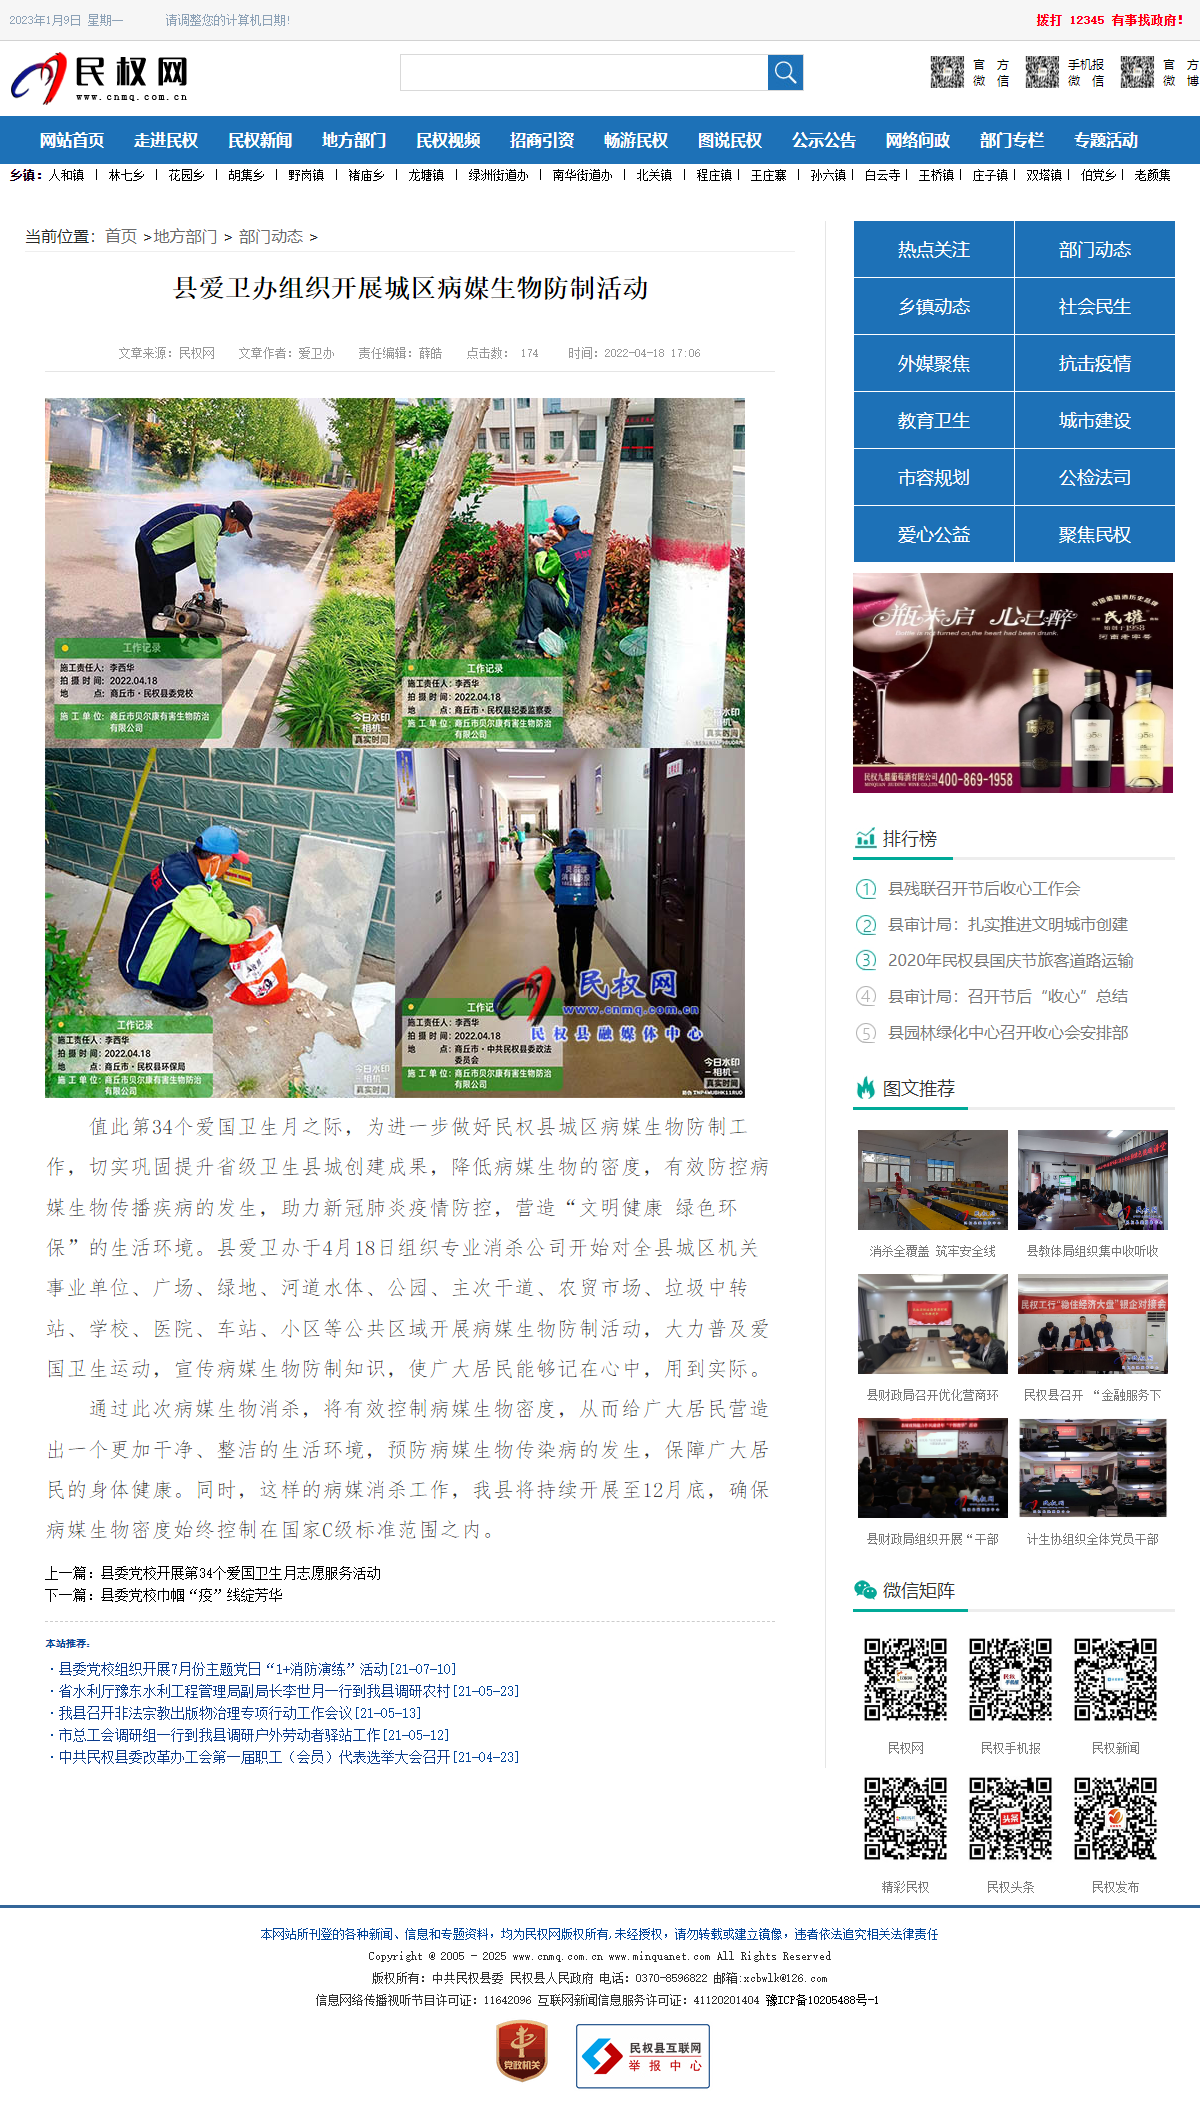 2023年1月9日 星期一 请调整您的计算机日期!
拨打 12345 有事找政府!
民权网
www.cnmq.com.cn
官 方 微 信
手机报 微 信
官 方 微 博
网站首页 走进民权 民权新闻 地方部门 民权视频 招商引资 畅游民权 图说民权 公示公告 网络问政 部门专栏 专题活动
乡镇：人和镇 | 林七乡 | 花园乡 | 胡集乡 | 野岗镇 | 褚庙乡 | 龙塘镇 | 绿洲街道办 | 南华街道办 | 北关镇 | 程庄镇 | 王庄寨 | 孙六镇 | 白云寺 | 王桥镇 | 庄子镇 | 双塔镇 | 伯党乡 | 老颜集
当前位置：首页 >地方部门 > 部门动态 >
县爱卫办组织开展城区病媒生物防制活动
文章来源：民权网 文章作者：爱卫办 责任编辑：薛皓 点击数： 174 时间：2022-04-18 17:06
工作记录
施工责任人：李西华
拍 摄 时 间：2022.04.18
地 点：商丘市·民权县委党校
施 工 单 位：商丘市贝尔康有害生物防治有限公司
今日水印
-相机-
真实时间
工作记录
施工责任人：李西华
拍 摄 时 间：2022.04.18
地 点：商丘市·民权县纪委监察委
施 工 单 位：商丘市贝尔康有害生物防治有限公司
今日水印
-相机-
真实时间
工作记录
施工责任人：李西华
拍 摄 时 间：2022.04.18
地 点：商丘市·民权县环保局
施 工 单 位：商丘市贝尔康有害生物防治有限公司
今日水印
-相机-
真实时间
工作记
施工责任人：李西华
拍 摄 时 间：2022.04.18
地 点：商丘市·中共民权县委政法委员会
施 工 单 位：商丘市贝尔康有害生物防治有限公司
今日水印
-相机-
真实时间
民权网
www.cnmq.com.cn
民权县融媒体中心
值此第34个爱国卫生月之际，为进一步做好民权县城区病媒生物防制工
作，切实巩固提升省级卫生县城创建成果，降低病媒生物的密度，有效防控病
媒生物传播疾病的发生，助力新冠肺炎疫情防控，营造“文明健康 绿色环
保”的生活环境。县爱卫办于4月18日组织专业消杀公司开始对全县城区机关
事业单位、广场、绿地、河道水体、公园、主次干道、农贸市场、垃圾中转
站、学校、医院、车站、小区等公共区域开展病媒生物防制活动，大力普及爱
国卫生运动，宣传病媒生物防制知识，使广大居民能够记在心中，用到实际。
通过此次病媒生物消杀，将有效控制病媒生物密度，从而给广大居民营造
出一个更加干净、整洁的生活环境，预防病媒生物传染病的发生，保障广大居
民的身体健康。同时，这样的病媒消杀工作，我县将持续开展至12月底，确保
病媒生物密度始终控制在国家C级标准范围之内。
上一篇：县委党校开展第34个爱国卫生月志愿服务活动
下一篇：县委党校巾帼“疫”线绽芳华
本站推荐：
·县委党校组织开展7月份主题党日“1+消防演练”活动[21-07-10]
·省水利厅豫东水利工程管理局副局长李世月一行到我县调研农村[21-05-23]
·我县召开非法宗教出版物治理专项行动工作会议[21-05-13]
·市总工会调研组一行到我县调研户外劳动者驿站工作[21-05-12]
·中共民权县委改革办工会第一届职工（会员）代表选举大会召开[21-04-23]
热点关注 部门动态
乡镇动态 社会民生
外媒聚焦 抗击疫情
教育卫生 城市建设
市容规划 公检法司
爱心公益 聚焦民权
瓶未启 心已醉
Bottle is not turned on,the heart had been drunk.
中国葡萄酒历史品牌
民權
始创于1958
河南老字号
民权九鼎葡萄酒有限公司 400-869-1958
排行榜
1 县残联召开节后收心工作会
2 县审计局：扎实推进文明城市创建
3 2020年民权县国庆节旅客道路运输
4 县审计局：召开节后“收心”总结
5 县园林绿化中心召开收心会安排部
图文推荐
消杀全覆盖 筑牢安全线
县教体局组织集中收听收
民权工行“稳住经济大盘”银企对接会
县财政局召开优化营商环
民权县召开 “金融服务下
县财政局组织开展“干部
计生协组织全体党员干部
微信矩阵
民权网 民权手机报 民权新闻
头条
精彩民权 民权头条 民权发布
本网站所刊登的各种新闻、信息和专题资料，均为民权网版权所有,未经授权，请勿转载或建立镜像，违者依法追究相关法律责任
Copyright @ 2005 - 2025 www.cnmq.com.cn www.minquanet.com All Rights Reserved
版权所有：中共民权县委 民权县人民政府 电话：0370-8596822 邮箱:xcbwlk@126.com
信息网络传播视听节目许可证：11642096 互联网新闻信息服务许可证：41120201404 豫ICP备10205488号-1
党政机关
民权县互联网
举报中心